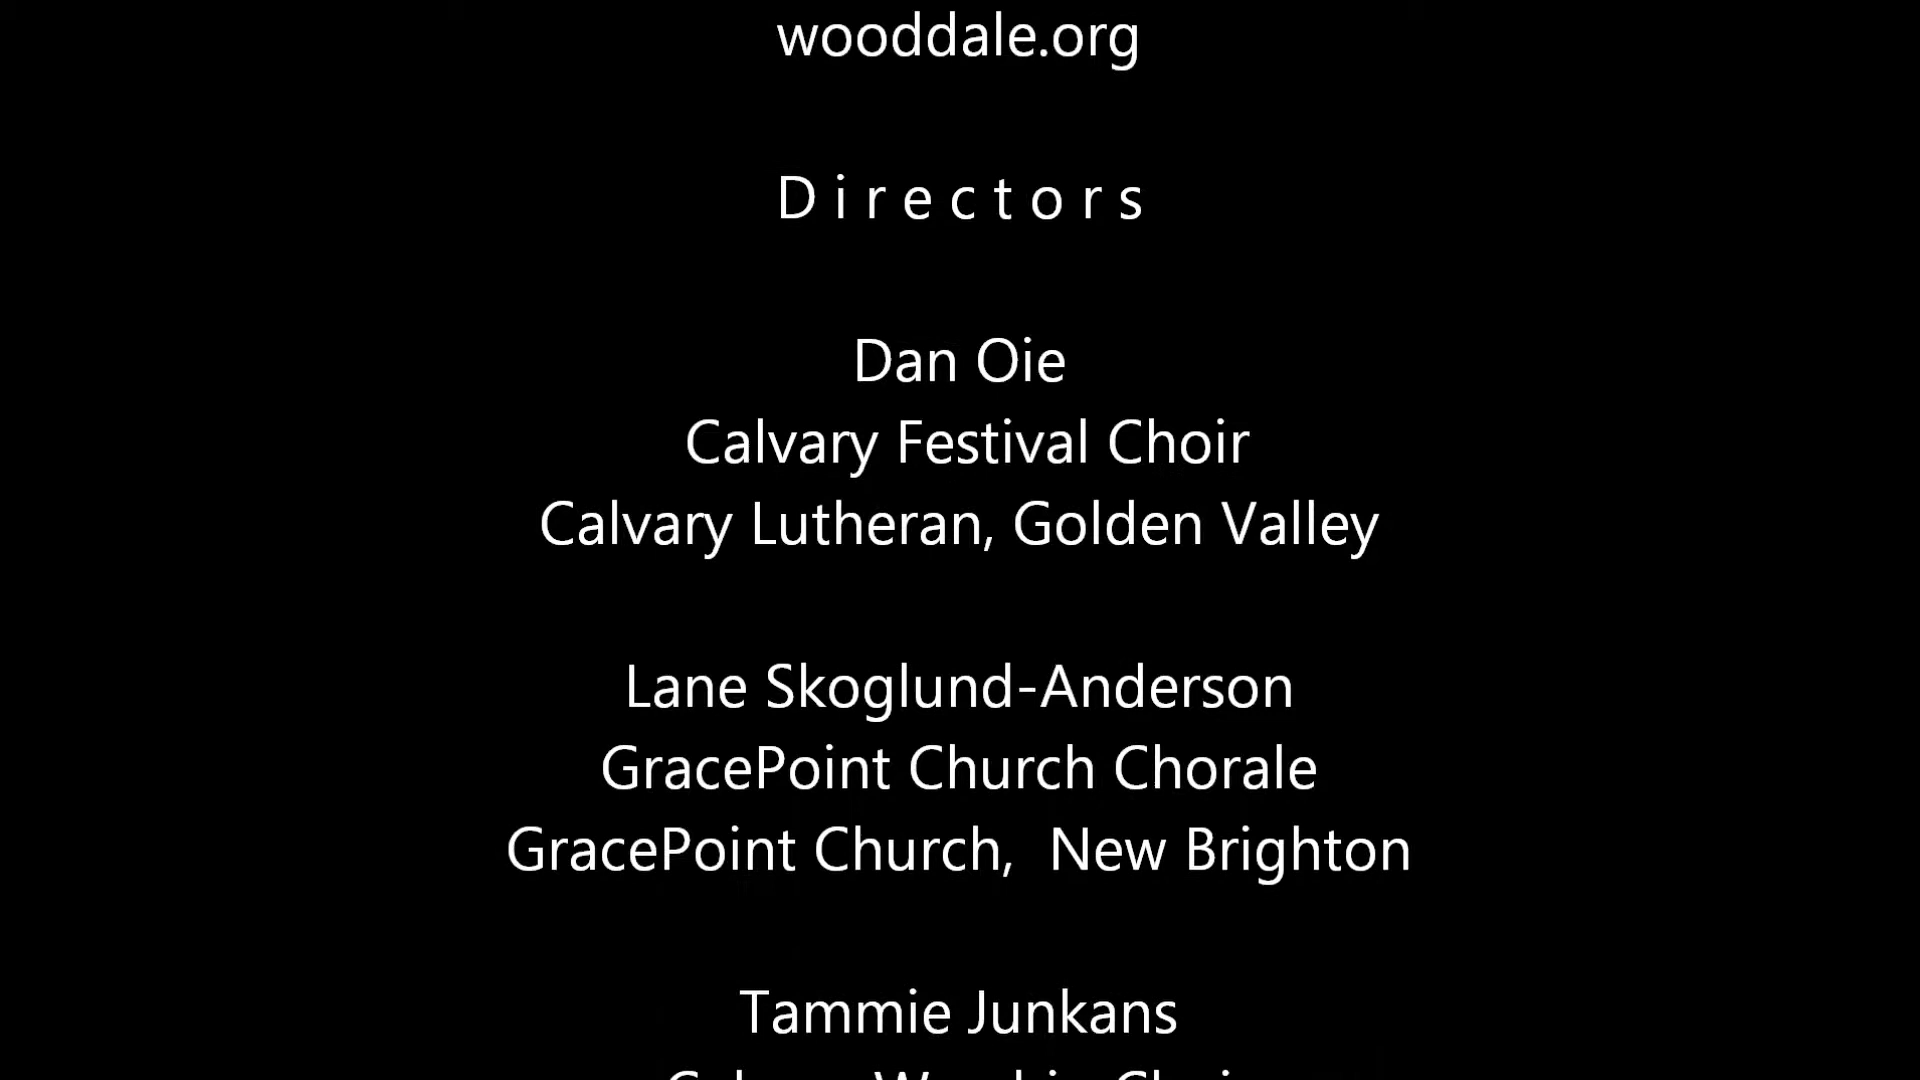 wooddale.org
D i r e c t o r s
Dan Oie
Calvary Festival Choir
Calvary Lutheran, Golden Valley
Lane Skoglund-Anderson
GracePoint Church Chorale
GracePoint Church,  New Brighton
Tammie Junkans